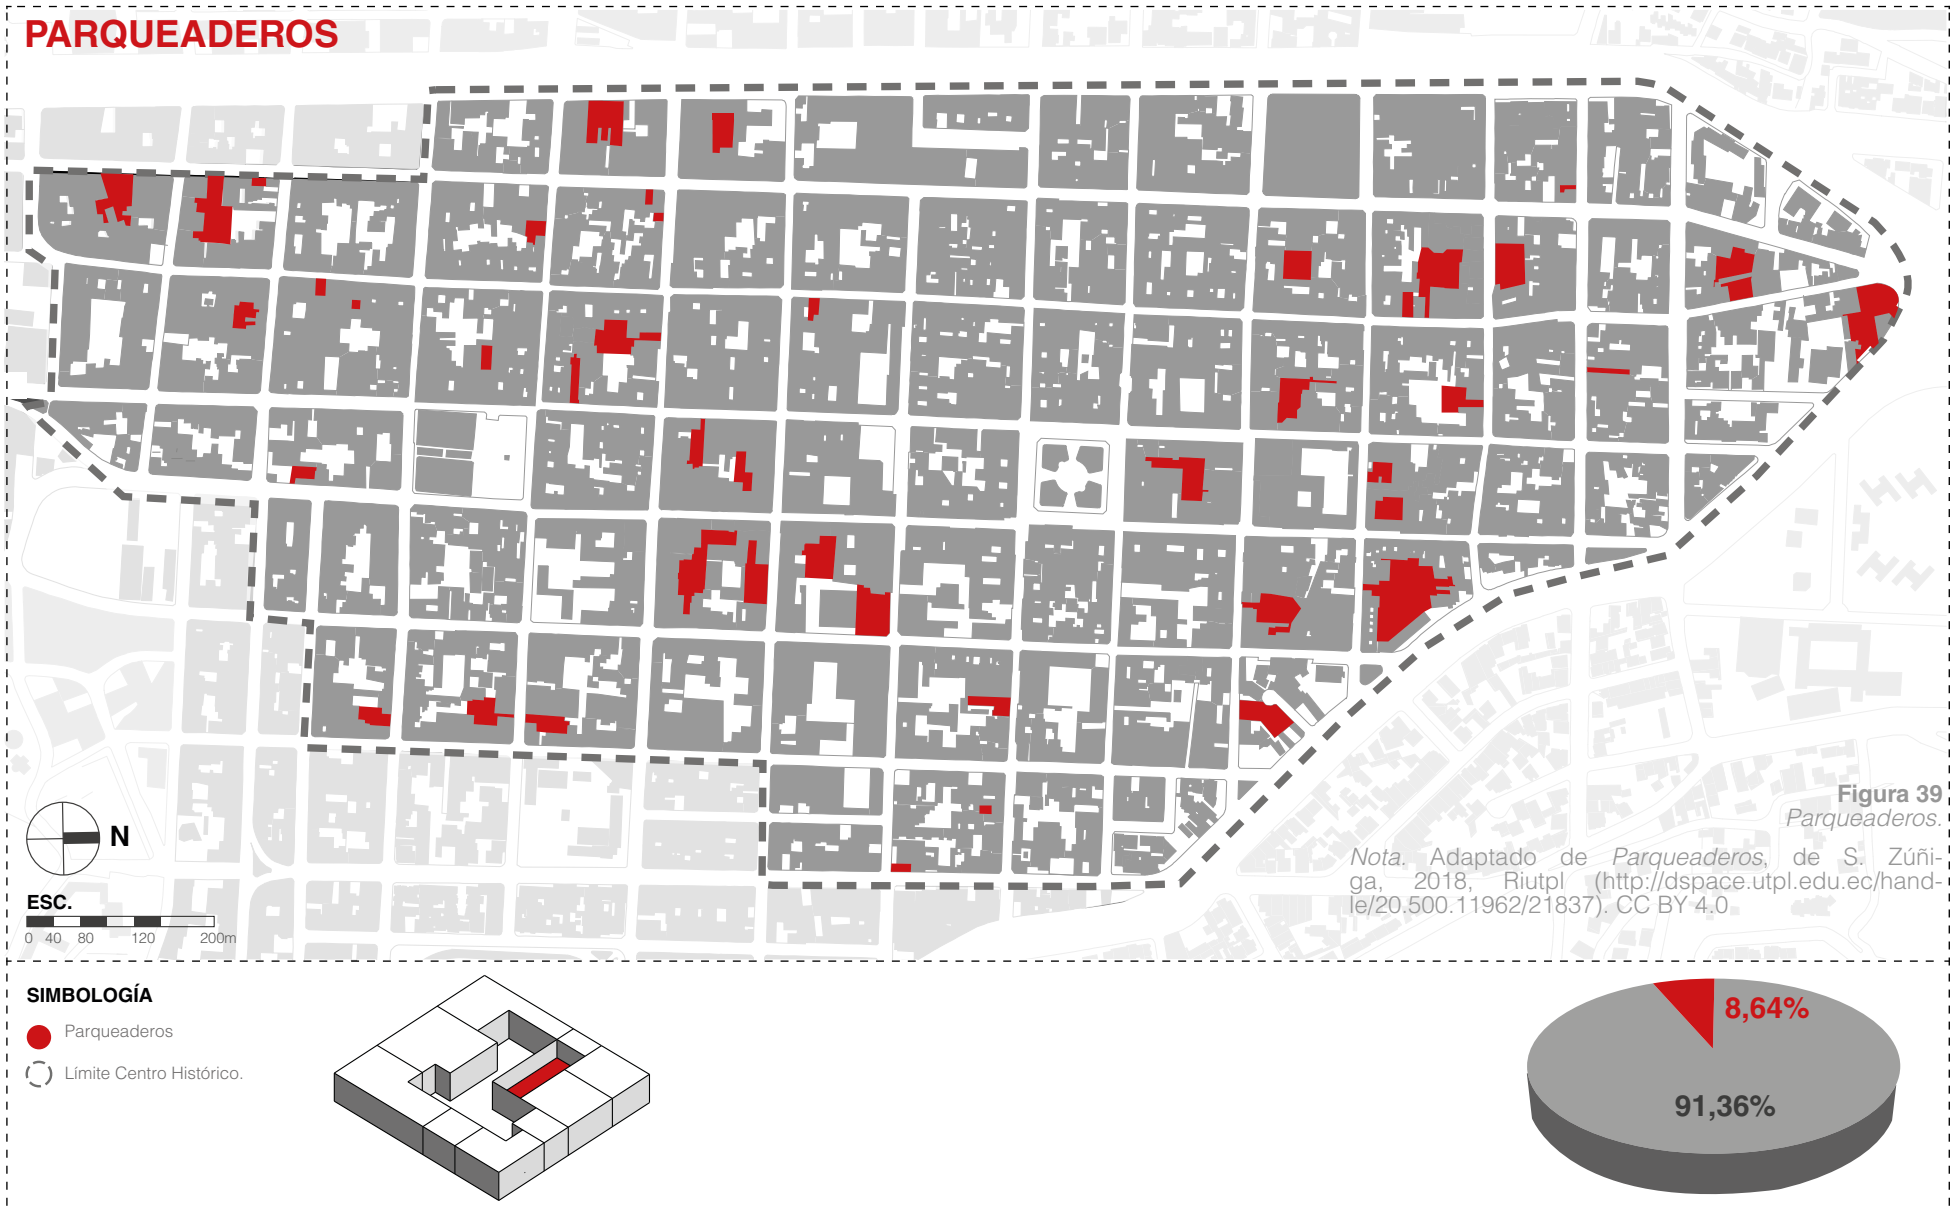 PARQUEADEROS
N
ESC.
0 40 80 120 200m
Figura 39
Parqueaderos.
Nota. Adaptado de Parqueaderos, de S. Zúñi-
ga, 2018, Riutpl (http://dspace.utpl.edu.ec/hand-
le/20.500.11962/21837). CC BY 4.0
SIMBOLOGÍA
Parqueaderos
Límite Centro Histórico.
8,64%
91,36%